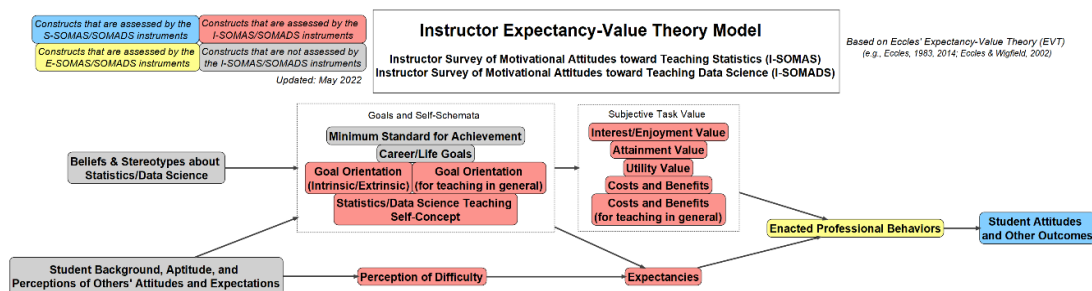 Constructs that are assessed by the
S-SOMAS/SOMADS instruments
Constructs that are assessed by the
I-SOMAS/SOMADS instruments
Constructs that are assessed by the
E-SOMAS/SOMADS instruments
Constructs that are not assessed by
the I-SOMAS/SOMADS instruments
Updated: May 2022
Instructor Expectancy-Value Theory Model
Instructor Survey of Motivational Attitudes toward Teaching Statistics (I-SOMAS)
Instructor Survey of Motivational Attitudes toward Teaching Data Science (I-SOMADS)
Based on Eccles' Expectancy-Value Theory (EVT)
(e.g., Eccles, 1983, 2014; Eccles & Wigfield, 2002)
Goals and Self-Schemata
Minimum Standard for Achievement
Career/Life Goals
Goal Orientation
(Intrinsic/Extrinsic)
Goal Orientation
(for teaching in general)
Statistics/Data Science Teaching
Self-Concept
Subjective Task Value
Interest/Enjoyment Value
Attainment Value
Utility Value
Costs and Benefits
Costs and Benefits
(for teaching in general)
Beliefs & Stereotypes about
Statistics/Data Science
Enacted Professional Behaviors
Student Attitudes
and Other Outcomes
Student Background, Aptitude, and
Perceptions of Others' Attitudes and Expectations
Perception of Difficulty
Expectancies